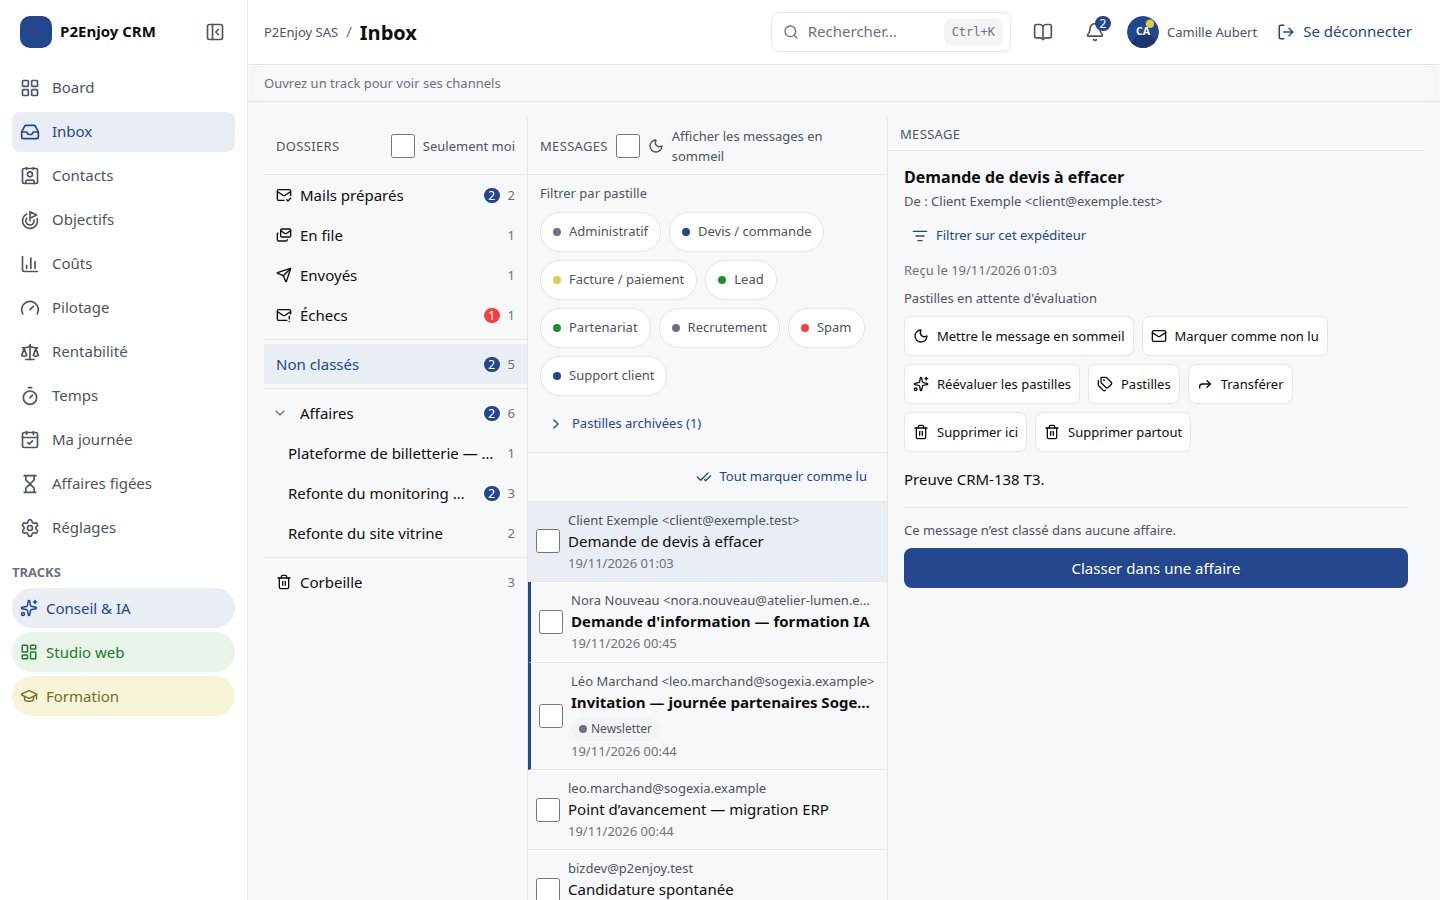 P2Enjoy CRM
Board
Inbox
Contacts
Objectifs
Coûts
Pilotage
Rentabilité
Temps
Ma journée
Affaires figées
Réglages
TRACKS
Conseil & IA
Studio web
Formation
P2Enjoy SAS / Inbox
Rechercher... Ctrl+K
2
CA
Camille Aubert
Se déconnecter
Ouvrez un track pour voir ses channels
DOSSIERS
Seulement moi
Mails préparés 2 2
En file 1
Envoyés 1
Échecs 1 1
Non classés 2 5
Affaires 2 6
Plateforme de billetterie — ... 1
Refonte du monitoring ... 2 3
Refonte du site vitrine 2
Corbeille 3
MESSAGES
Afficher les messages en
sommeil
Filtrer par pastille
Administratif
Devis / commande
Facture / paiement
Lead
Partenariat
Recrutement
Spam
Support client
Pastilles archivées (1)
Tout marquer comme lu
Client Exemple <client@exemple.test>
Demande de devis à effacer
19/11/2026 01:03
Nora Nouveau <nora.nouveau@atelier-lumen.e...
Demande d'information — formation IA
19/11/2026 00:45
Léo Marchand <leo.marchand@sogexia.example>
Invitation — journée partenaires Soge...
Newsletter
19/11/2026 00:44
leo.marchand@sogexia.example
Point d’avancement — migration ERP
19/11/2026 00:44
bizdev@p2enjoy.test
Candidature spontanée
MESSAGE
Demande de devis à effacer
De : Client Exemple <client@exemple.test>
Filtrer sur cet expéditeur
Reçu le 19/11/2026 01:03
Pastilles en attente d'évaluation
Mettre le message en sommeil
Marquer comme non lu
Réévaluer les pastilles
Pastilles
Transférer
Supprimer ici
Supprimer partout
Preuve CRM-138 T3.
Ce message n’est classé dans aucune affaire.
Classer dans une affaire